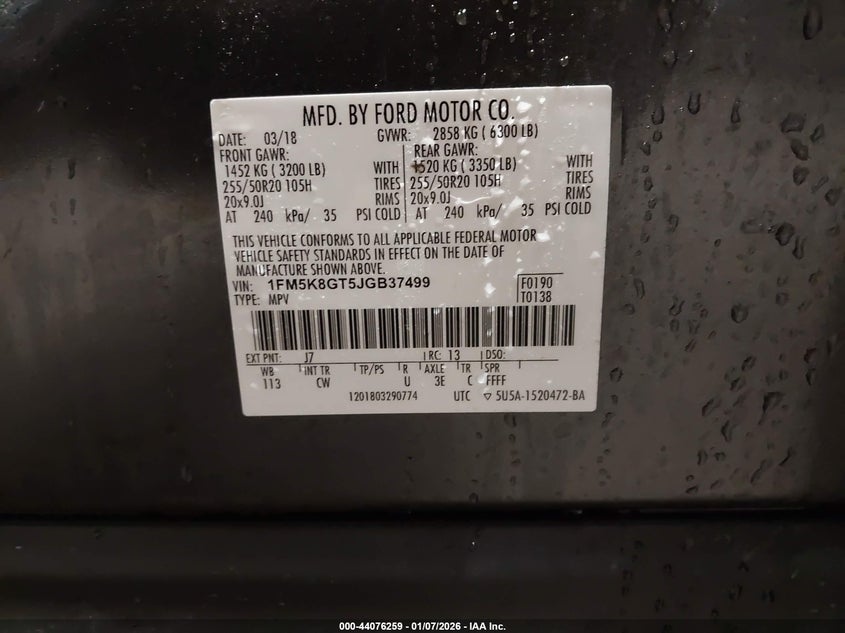 MFD. BY FORD MOTOR CO.
DATE: 03/18 GVWR: 2858 KG ( 6300 LB)
FRONT GAWR: REAR GAWR:
1452 KG ( 3200 LB) WITH 1520 KG ( 3350 LB) WITH
255/50R20 105H TIRES 255/50R20 105H TIRES
20x9.0J RIMS 20x9.0J RIMS
AT 240 kPa/ 35 PSI COLD AT 240 kPa/ 35 PSI COLD
THIS VEHICLE CONFORMS TO ALL APPLICABLE FEDERAL MOTOR
VEHICLE SAFETY STANDARDS IN EFFECT ON THE DATE OF
MANUFACTURE SHOWN ABOVE.
VIN: 1FM5K8GT5JGB37499 F0190
TYPE: MPV T0138
EXT PNT: J7 RC: 13 DSO:
WB INT TR TP/PS R AXLE TR SPR
113 CW U 3E C FFFF
1201803290774 UTC ▽ 5U5A-1520472-BA
000-44076259 - 01/07/2026 - IAA Inc.